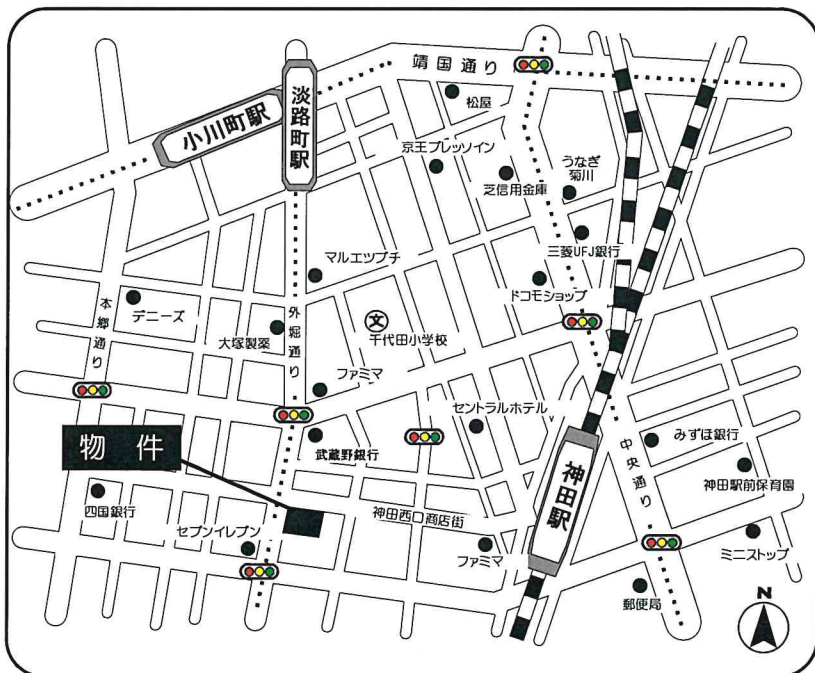 靖国通り
松屋
小川町駅
淡路町駅
京王プレッソイン
芝信用金庫
うなぎ
菊川
三菱UFJ銀行
マルエツプチ
ドコモショップ
デニーズ
本郷通り
外堀通り
大塚製薬
文
千代田小学校
ファミマ
セントラルホテル
武蔵野銀行
物件
神田駅
中央通り
みずほ銀行
神田駅前保育園
四国銀行
セブンイレブン
神田西口商店街
ファミマ
ミニストップ
郵便局
N